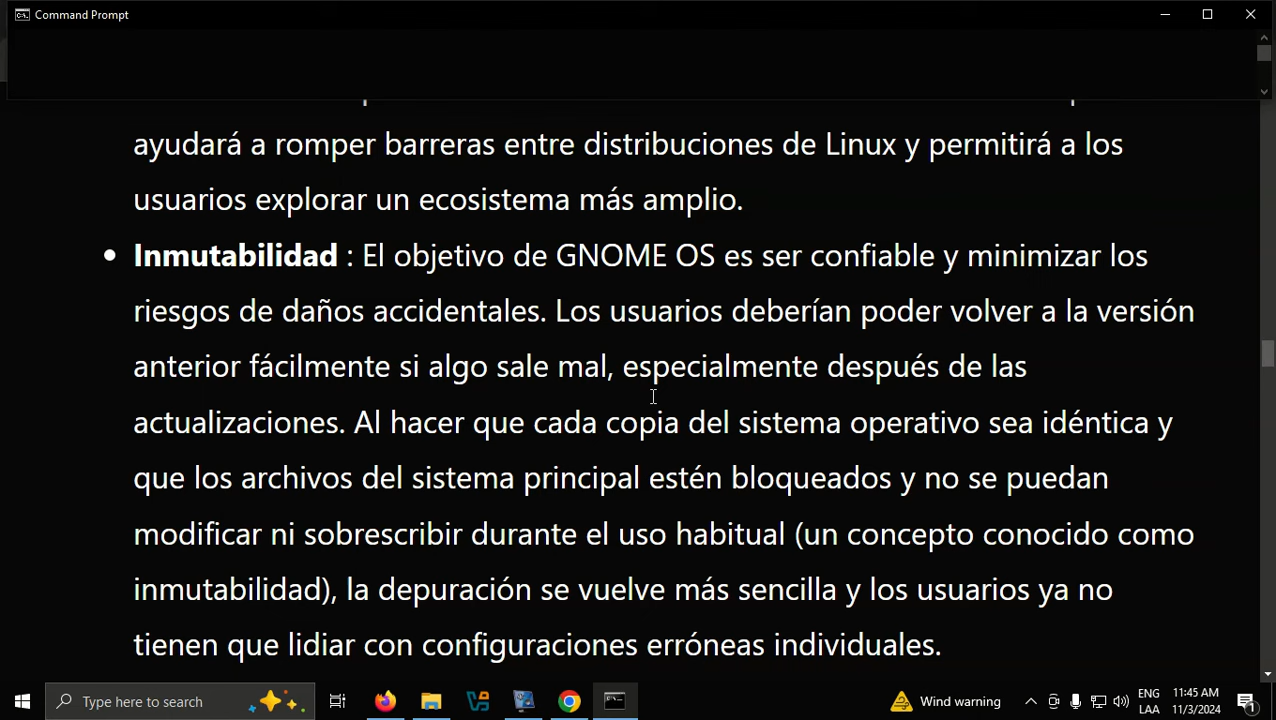 Command Prompt
ayudará a romper barreras entre distribuciones de Linux y permitirá a los
usuarios explorar un ecosistema más amplio.
Inmutabilidad : El objetivo de GNOME OS es ser confiable y minimizar los
riesgos de daños accidentales. Los usuarios deberían poder volver a la versión
anterior fácilmente si algo sale mal, especialmente después de las
actualizaciones. Al hacer que cada copia del sistema operativo sea idéntica y
que los archivos del sistema principal estén bloqueados y no se puedan
modificar ni sobrescribir durante el uso habitual (un concepto conocido como
inmutabilidad), la depuración se vuelve más sencilla y los usuarios ya no
tienen que lidiar con configuraciones erróneas individuales.
Type here to search
Wind warning
ENG
LAA
11:45 AM
11/3/2024
1